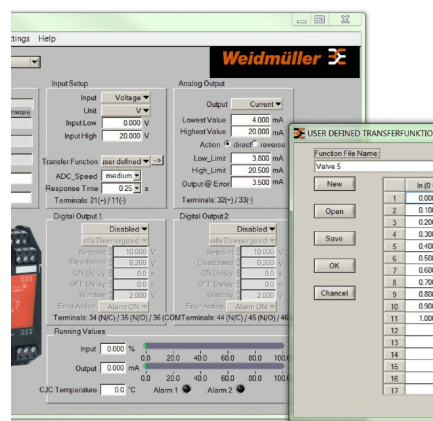 ttings Help
Weidmüller
Input Setup
Input Voltage
Unit V
Input Low 0.000 V
Input High 20.000 V
Transfer Function user defined ->
ADC_Speed medium
Response Time 0.25 s
Terminals: 21(+) / 11(-)
Analog Output
Output Current
Lowest Value 4.000 mA
Highest Value 20.000 mA
Action direct reverse
Low_Limit 3.800 mA
High_Limit 20.500 mA
Output@ Error 3.500 mA
Terminals: 32(+) / 33(-)
Digital Output 1
Disabled
Setpoint 10.000 V
Deadband 0.200 V
ON Delay 0.0 s
OFF Delay 0.0 s
Window 2.000 V
Error Action Alarm ON
Terminals: 34 (N/C) / 35 (N/O) / 36 (COM
Digital Output 2
Disabled
Setpoint 10.000 V
Deadband 0.200 V
ON Delay 0.0 s
OFF Delay 0.0 s
Window 2.000 V
Error Action Alarm ON
Terminals: 44 (N/C) / 45 (N/O) / 46
Running Values
Input 0.000 %
0.0 20.0 40.0 60.0 80.0 100.0
Output 0.000 mA
0.0 20.0 40.0 60.0 80.0 100.0
CJC Temperature 0.0 °C Alarm 1 Alarm 2
USER DEFINED TRANSFERFUNKTIO
Function File Name:
Valve 5
New
Open
Save
OK
Chancel
In (0
1 0.000
2 0.100
3 0.200
4 0.300
5 0.400
6 0.500
7 0.600
8 0.700
9 0.800
10 0.900
11 1.000
12
13
14
15
16
17